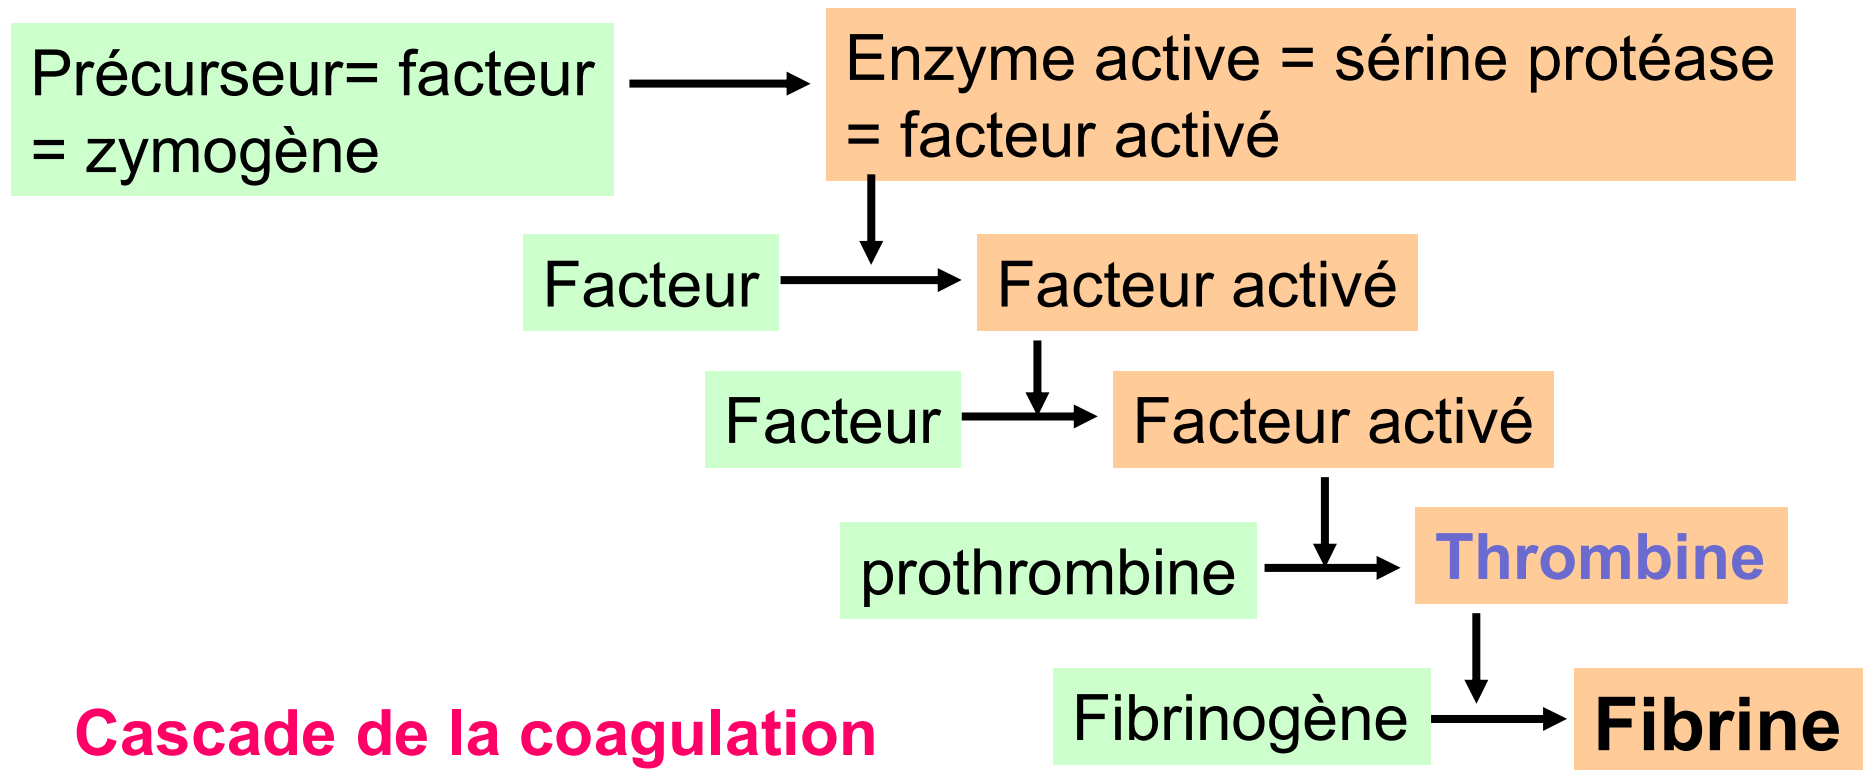 Précurseur= facteur
= zymogène
Enzyme active = sérine protéase
= facteur activé
Facteur
Facteur activé
Facteur
Facteur activé
prothrombine
Thrombine
Fibrinogène
Fibrine
Cascade de la coagulation